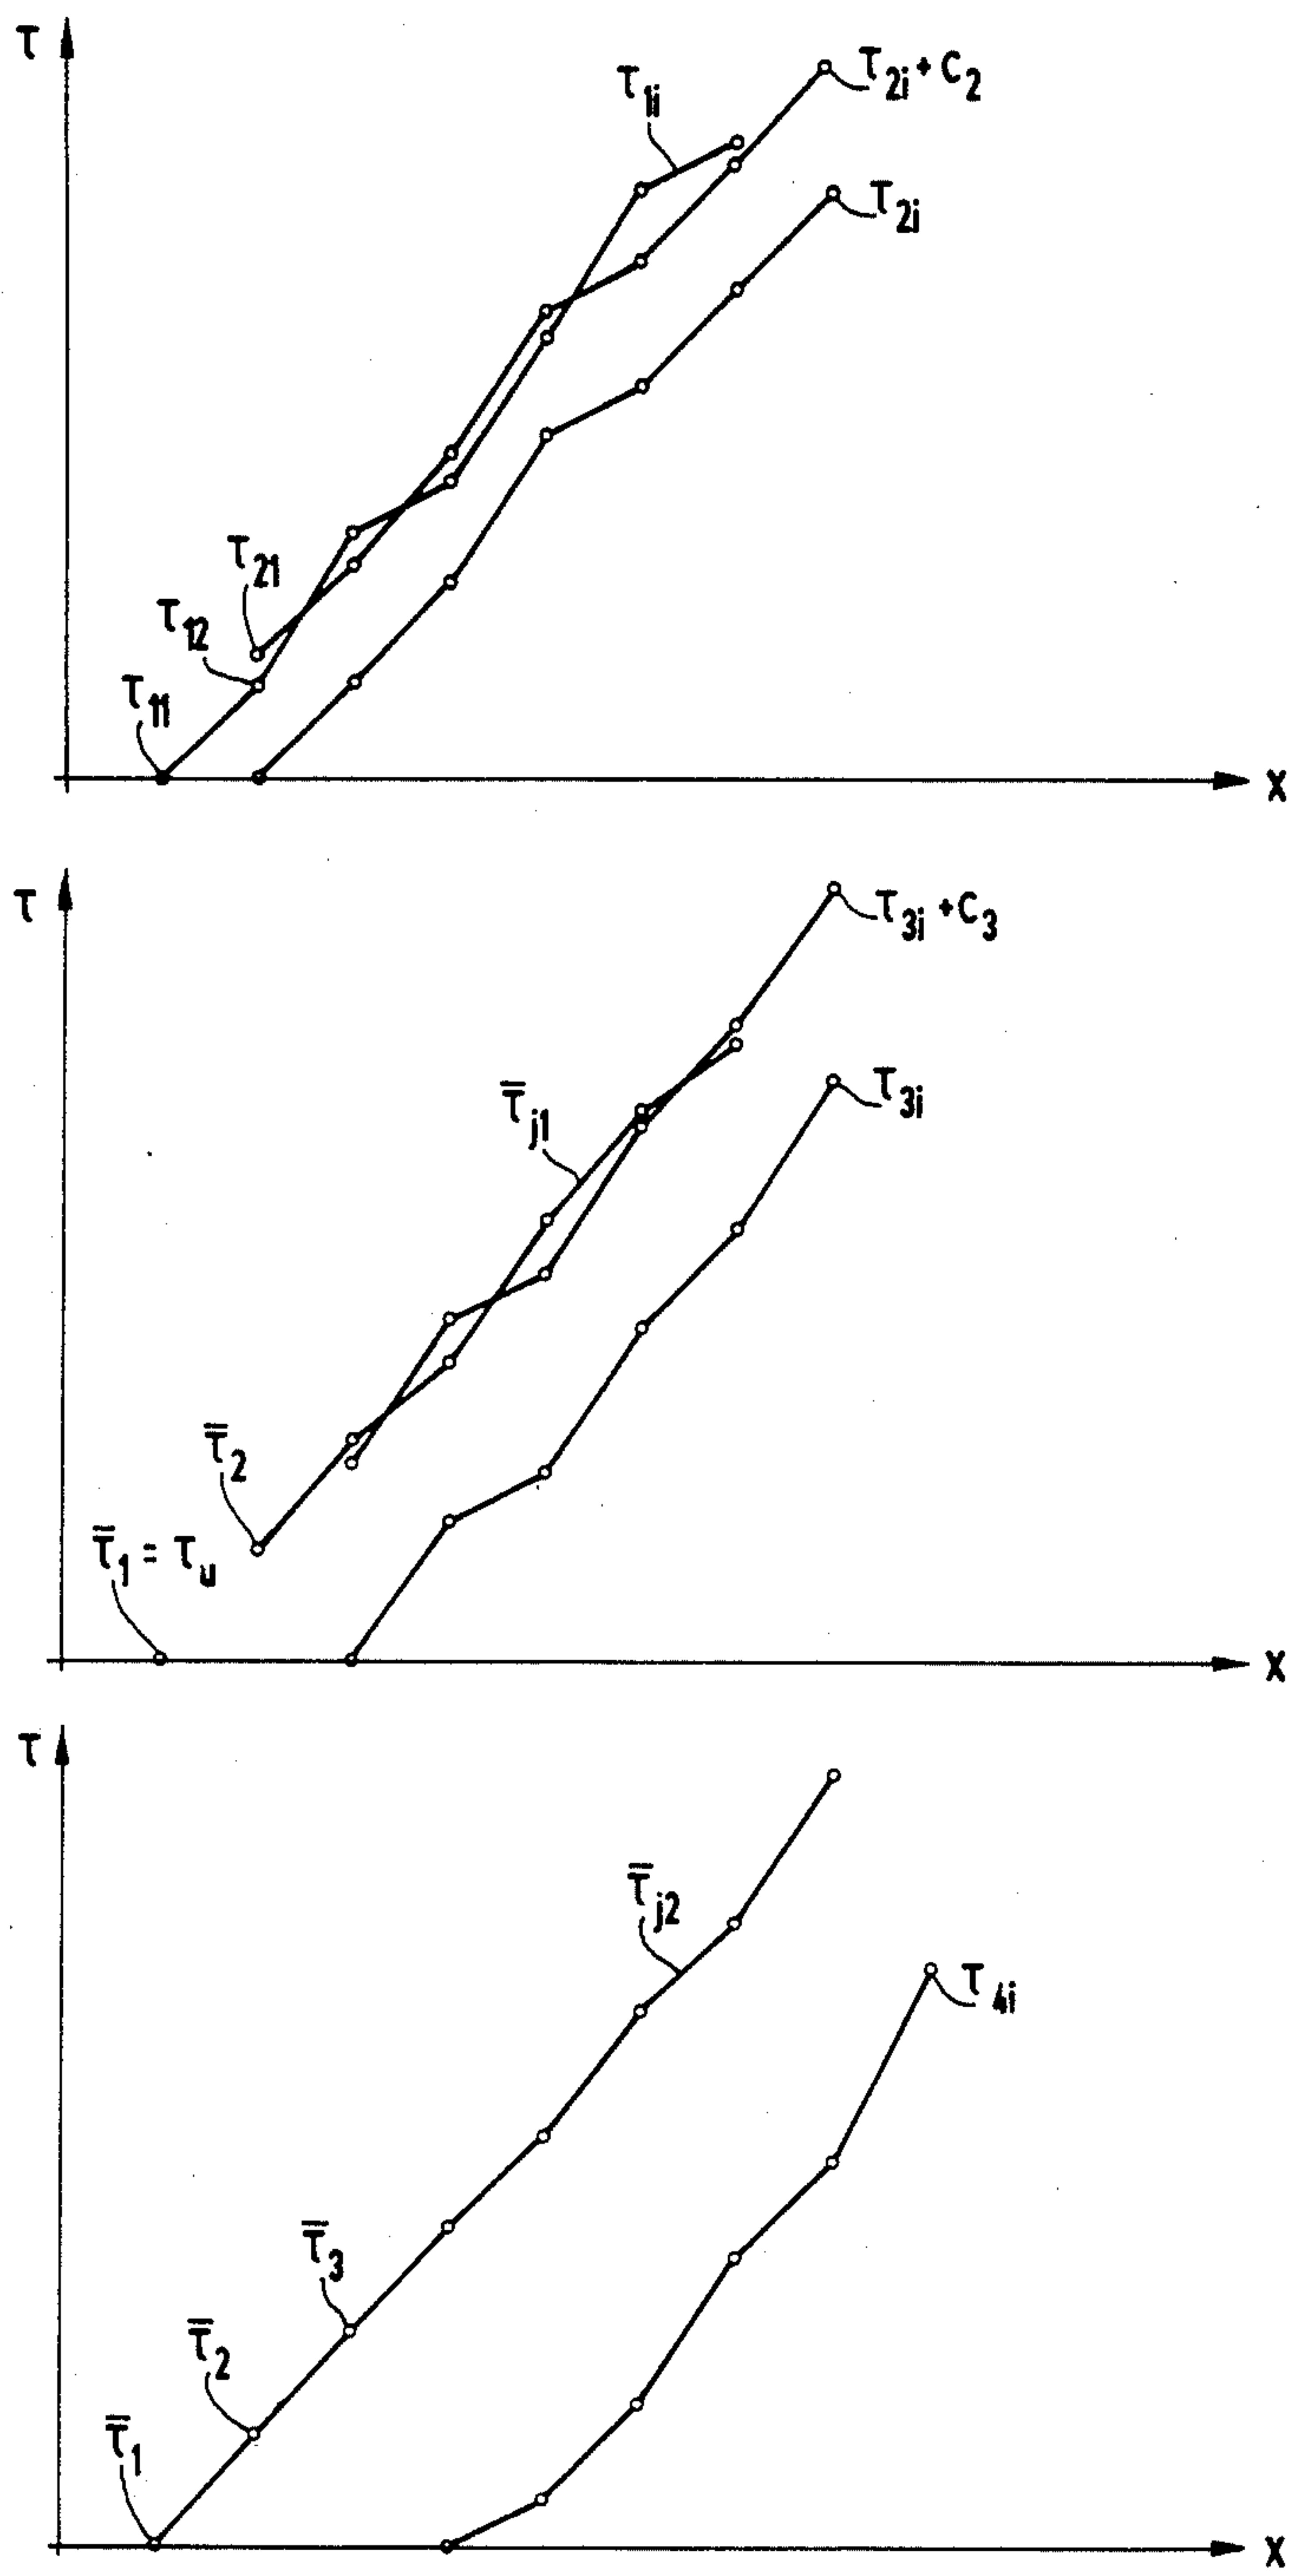 τ
τ₁ᵢ
τ₂ᵢ + C₂
τ₂ᵢ
τ₂₁
τ₁₂
τ₁₁
X
τ
τ₃ᵢ + C₃
τ₃ᵢ
τ̄ⱼ₁
τ̄₂
τ̄₁ = τᵤ
X
τ
τ̄ⱼ₂
τ₄ᵢ
τ̄₃
τ̄₂
τ̄₁
X